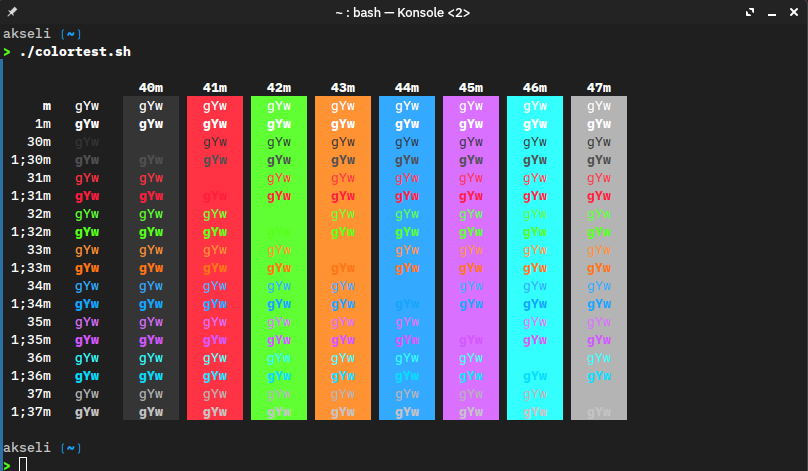 ~ : bash — Konsole <2>
akseli [~]
> ./colortest.sh
40m 41m 42m 43m 44m 45m 46m 47m
m gYw gYw gYw gYw gYw gYw gYw gYw gYw
1m gYw gYw gYw gYw gYw gYw gYw gYw gYw
30m gYw gYw gYw gYw gYw gYw gYw gYw
1;30m gYw gYw gYw gYw gYw gYw gYw gYw gYw
31m gYw gYw gYw gYw gYw gYw gYw gYw
1;31m gYw gYw gYw gYw gYw gYw gYw gYw gYw
32m gYw gYw gYw gYw gYw gYw gYw gYw
1;32m gYw gYw gYw gYw gYw gYw gYw gYw
33m gYw gYw gYw gYw gYw gYw gYw gYw
1;33m gYw gYw gYw gYw gYw gYw gYw gYw gYw
34m gYw gYw gYw gYw gYw gYw gYw gYw
1;34m gYw gYw gYw gYw gYw gYw gYw gYw gYw
35m gYw gYw gYw gYw gYw gYw gYw gYw
1;35m gYw gYw gYw gYw gYw gYw gYw gYw gYw
36m gYw gYw gYw gYw gYw gYw gYw gYw
1;36m gYw gYw gYw gYw gYw gYw gYw gYw gYw
37m gYw gYw gYw gYw gYw gYw gYw gYw
1;37m gYw gYw gYw gYw gYw gYw gYw gYw gYw
akseli [~]
>